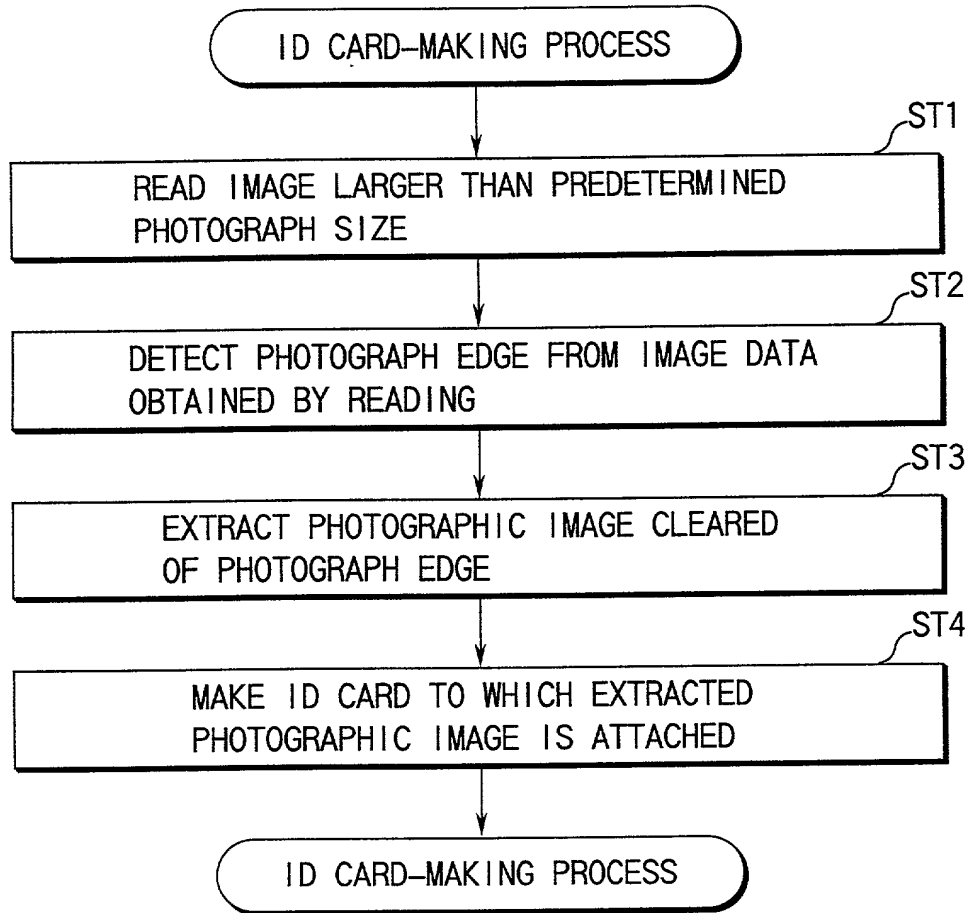 ID CARD–MAKING PROCESS
ST1
READ IMAGE LARGER THAN PREDETERMINED
PHOTOGRAPH SIZE
ST2
DETECT PHOTOGRAPH EDGE FROM IMAGE DATA
OBTAINED BY READING
ST3
EXTRACT PHOTOGRAPHIC IMAGE CLEARED
OF PHOTOGRAPH EDGE
ST4
MAKE ID CARD TO WHICH EXTRACTED
PHOTOGRAPHIC IMAGE IS ATTACHED
ID CARD–MAKING PROCESS